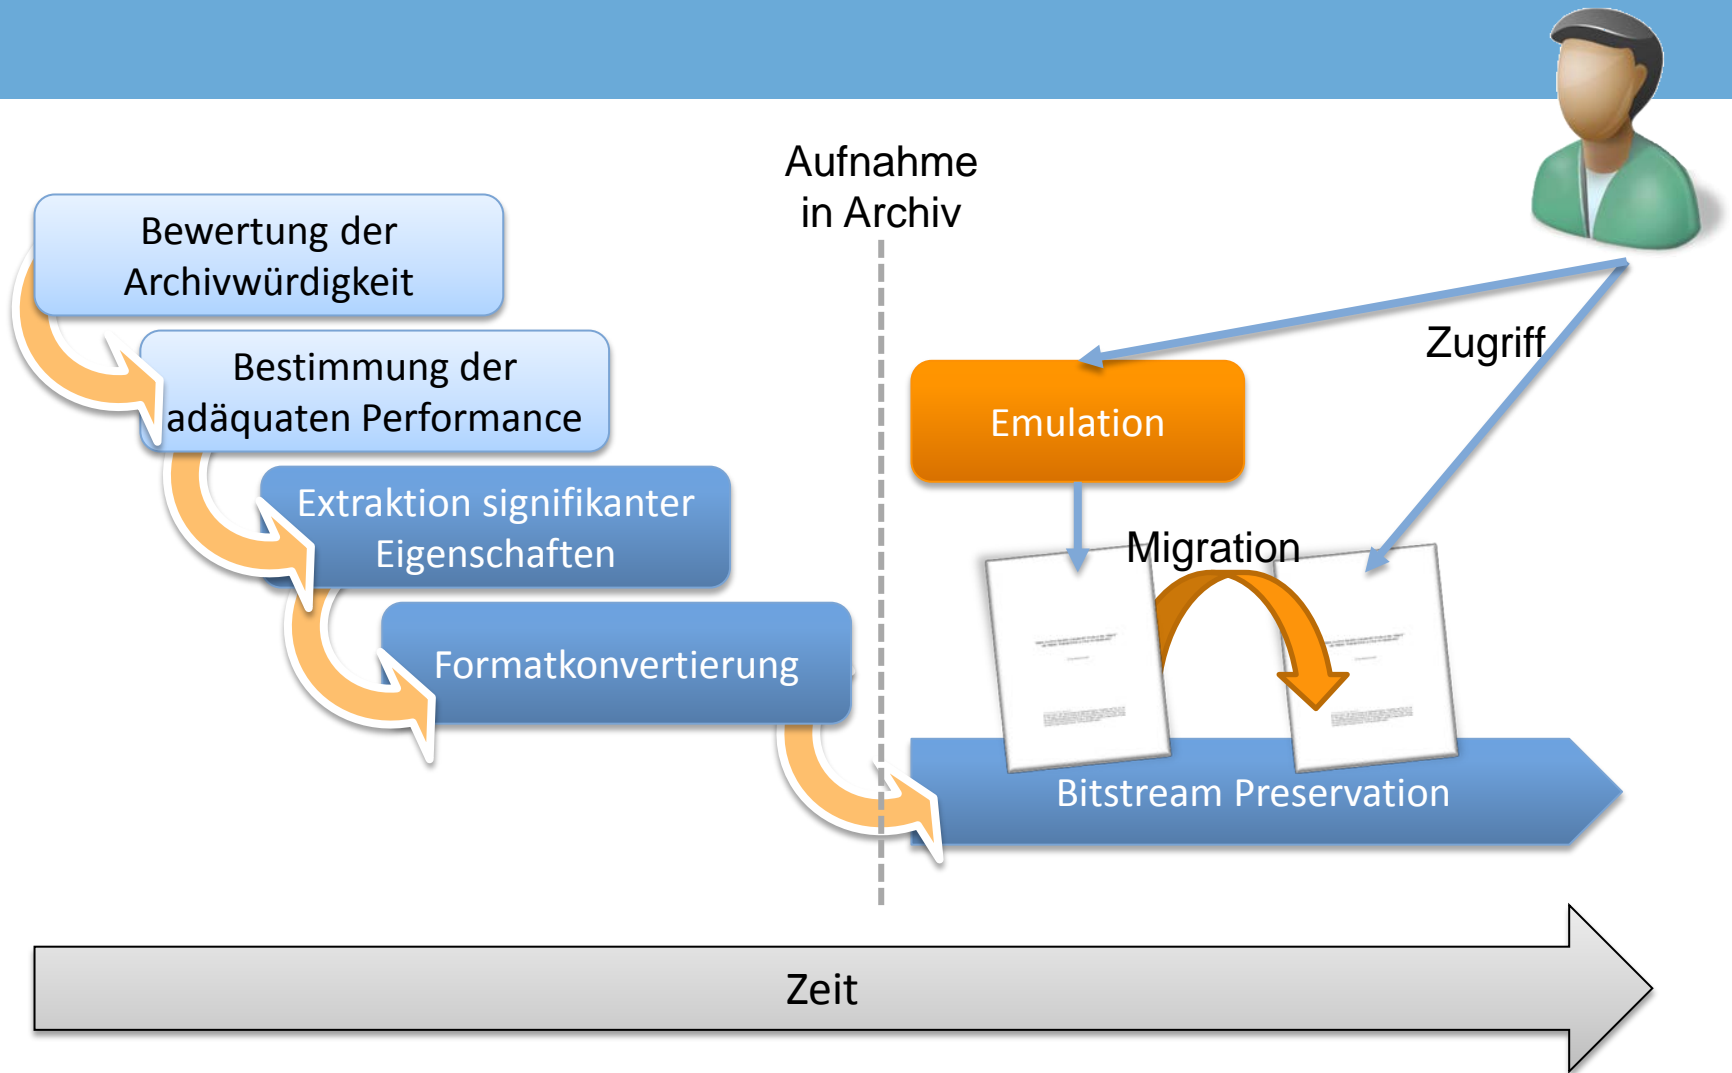 Aufnahme
in Archiv
Bewertung der
Archivwürdigkeit
Bestimmung der
adäquaten Performance
Extraktion signifikanter
Eigenschaften
Formatkonvertierung
Zugriff
Emulation
Migration
Bitstream Preservation
Zeit